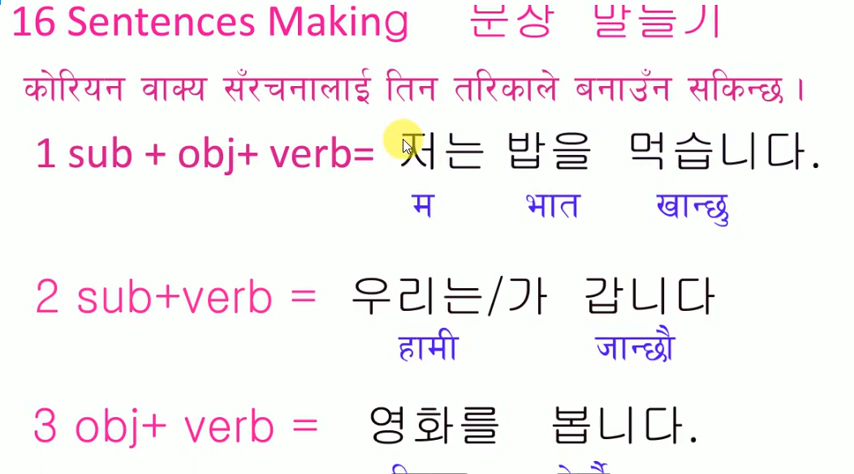 16 Sentences Making 문장 말들기
कोरियन वाक्य सँरचनालाई तिन तरिकाले बनाउँन सकिन्छ ।
1 sub + obj+ verb= 저는 밥을 먹습니다.
म भात खान्छु
2 sub+verb = 우리는/가 갑니다
हामी जान्छौ
3 obj+ verb = 영화를 봅니다.